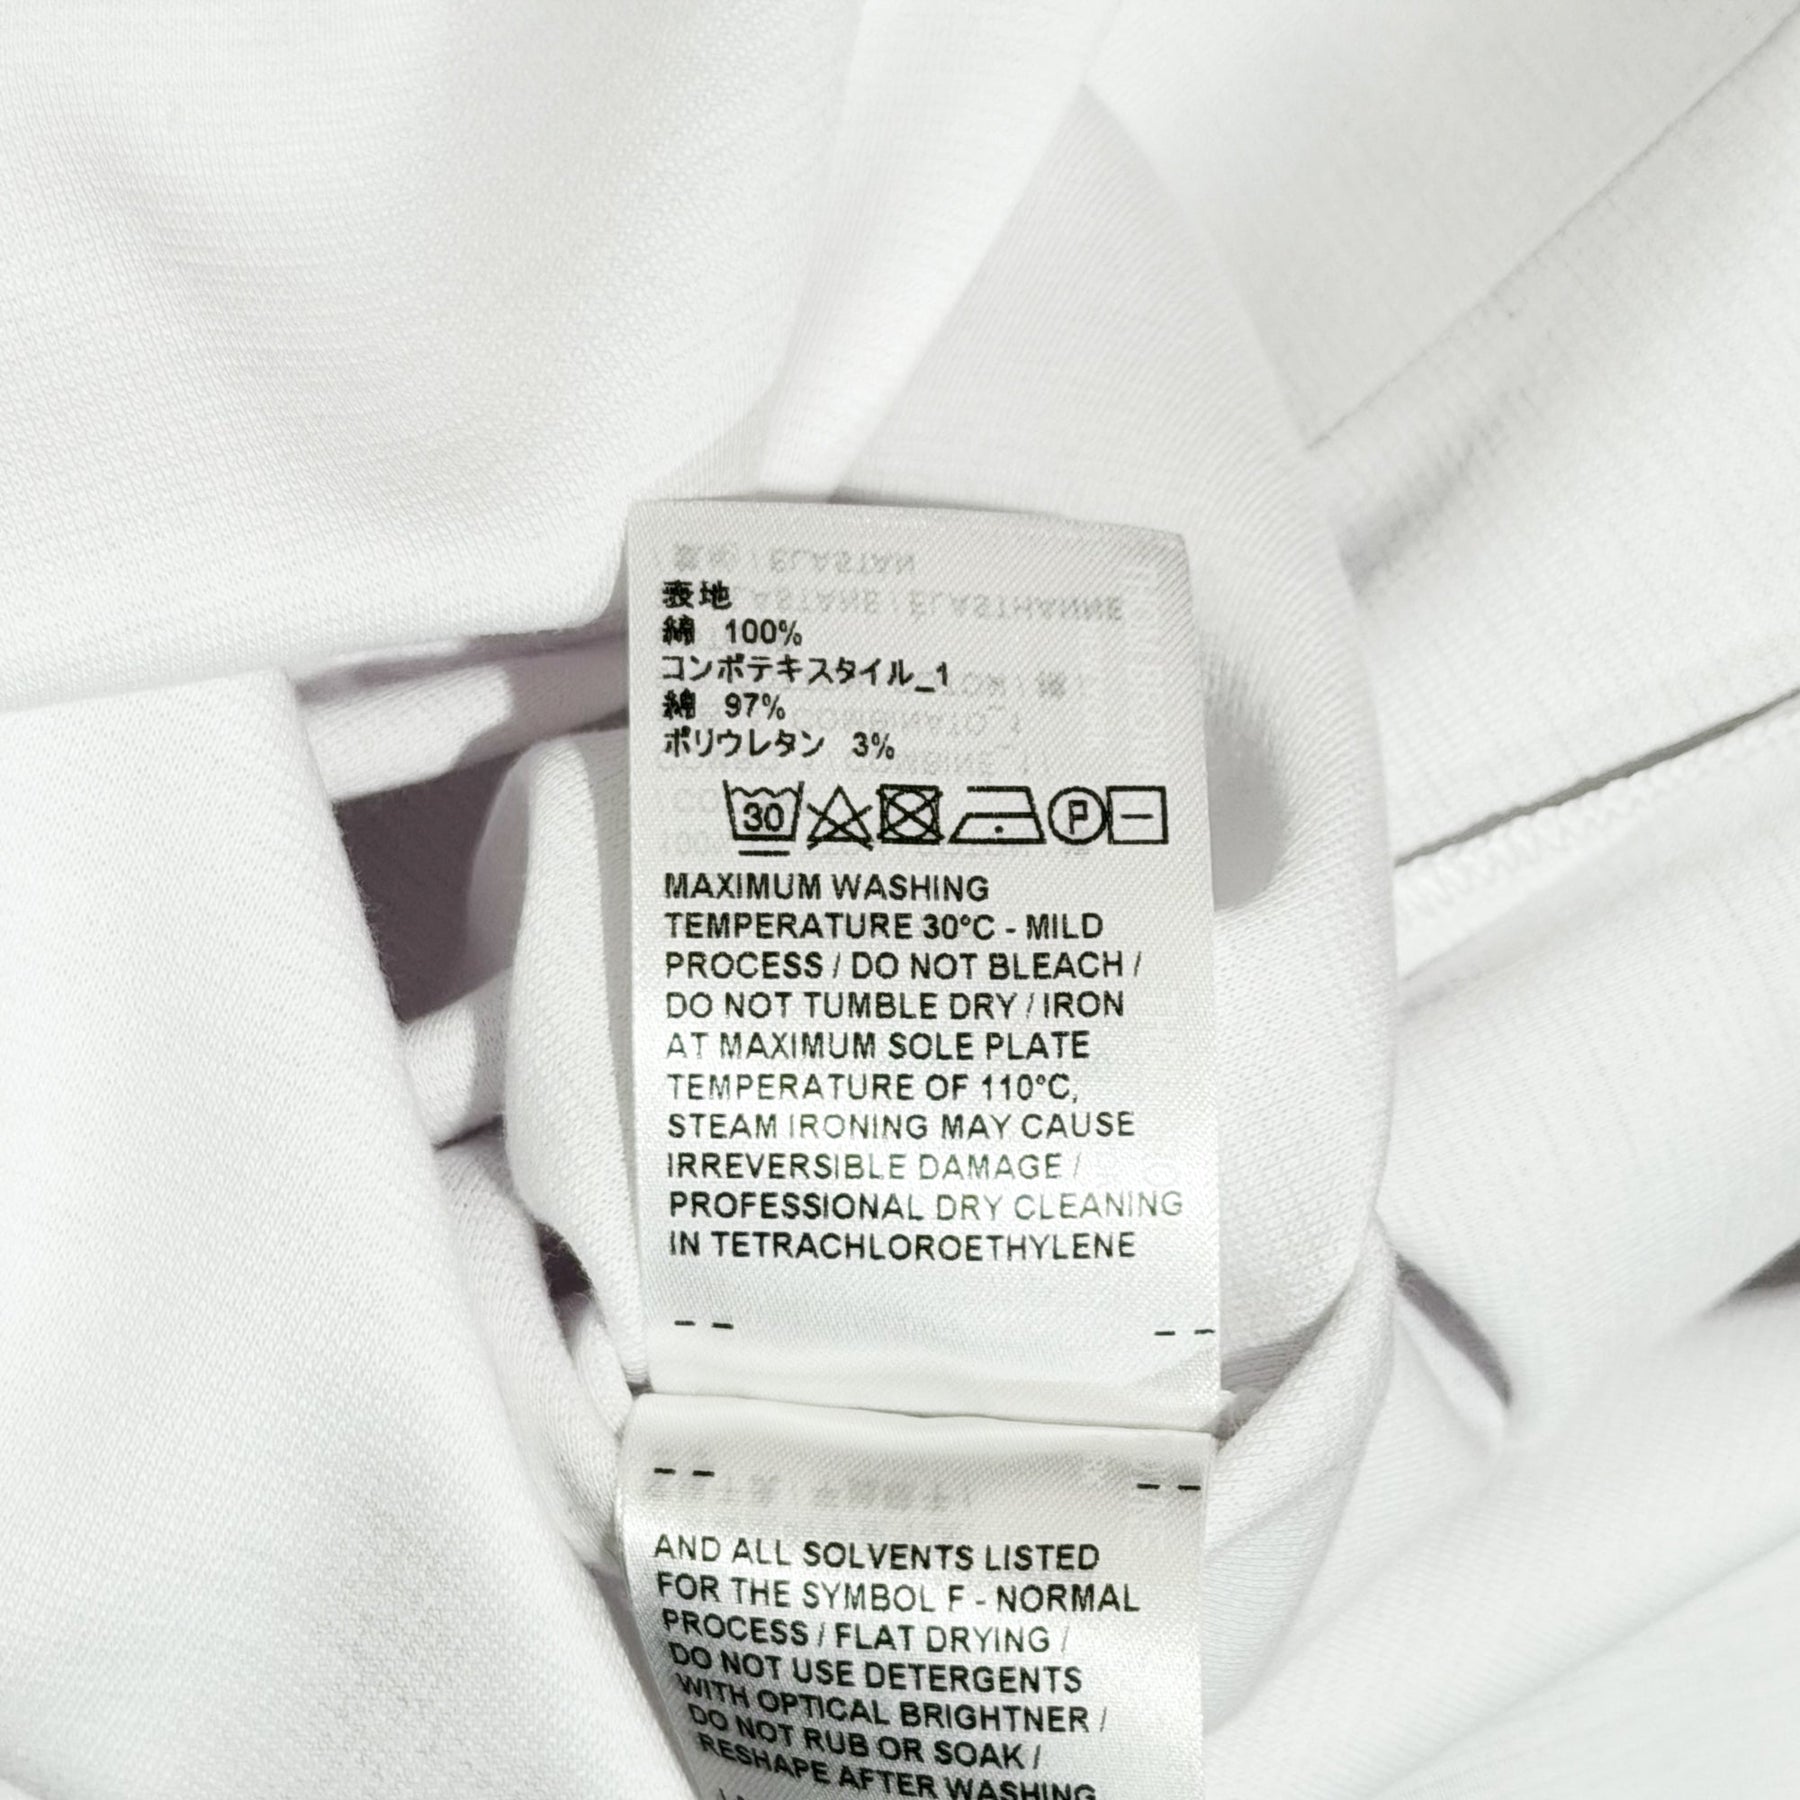 表地
綿 100%
コンポテキスタイル_1
綿 97%
ポリウレタン 3%
30 P
MAXIMUM WASHING
TEMPERATURE 30°C - MILD
PROCESS / DO NOT BLEACH /
DO NOT TUMBLE DRY / IRON
AT MAXIMUM SOLE PLATE
TEMPERATURE OF 110°C,
STEAM IRONING MAY CAUSE
IRREVERSIBLE DAMAGE /
PROFESSIONAL DRY CLEANING
IN TETRACHLOROETHYLENE
AND ALL SOLVENTS LISTED
FOR THE SYMBOL F - NORMAL
PROCESS / FLAT DRYING /
DO NOT USE DETERGENTS
WITH OPTICAL BRIGHTNER /
DO NOT RUB OR SOAK /
RESHAPE AFTER WASHING